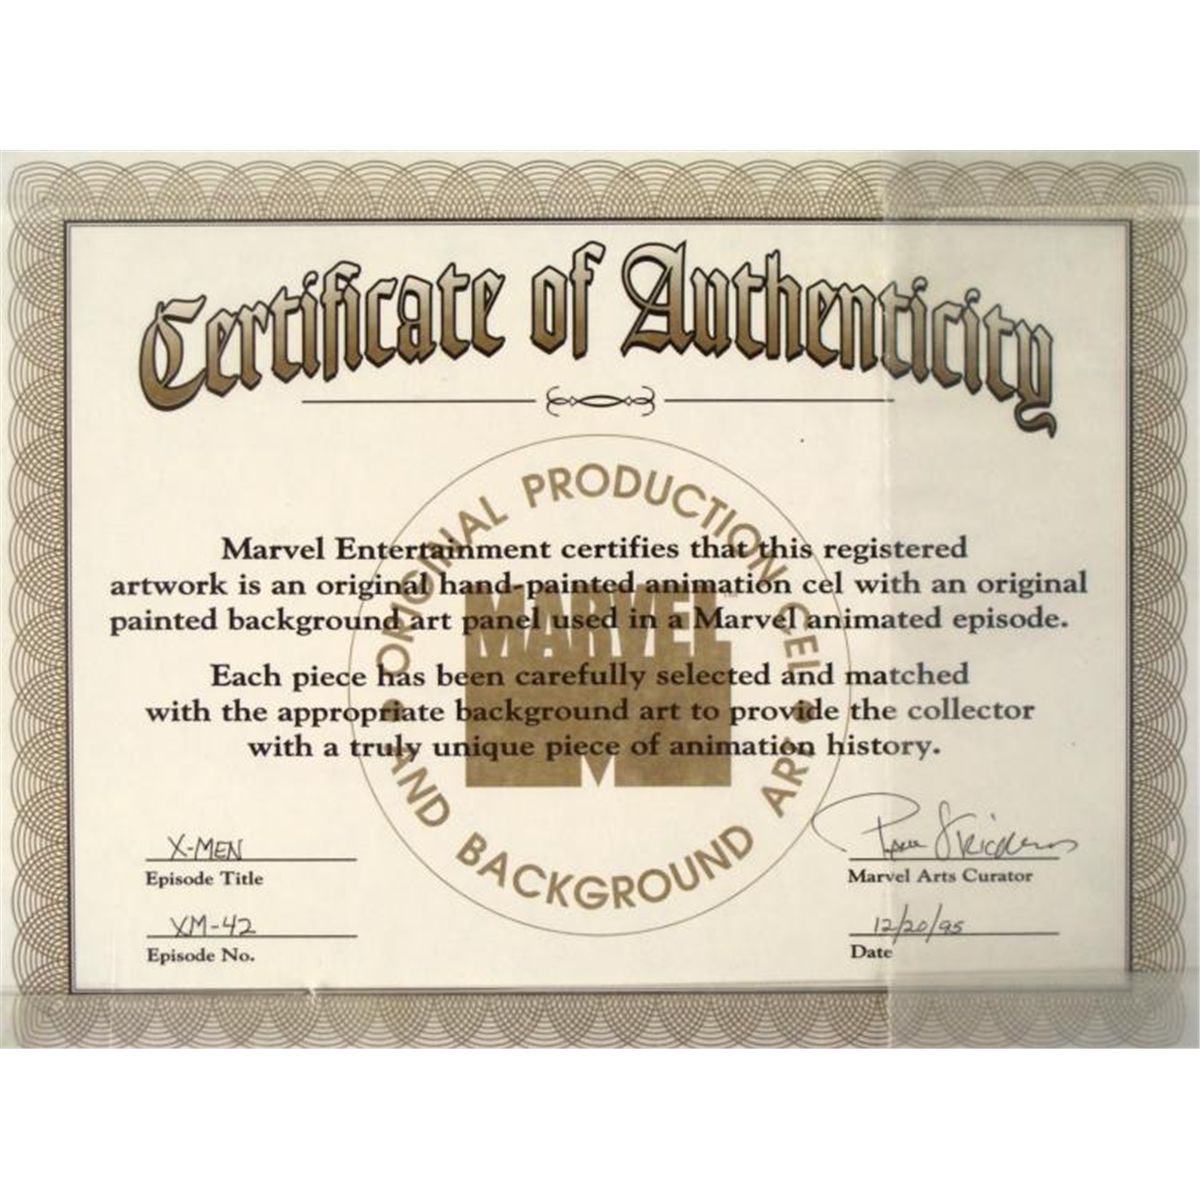 Certificate of Authenticity
ORIGINAL PRODUCTION CEL
MARVEL
AND BACKGROUND ART
Marvel Entertainment certifies that this registered
artwork is an original hand-painted animation cel with an original
painted background art panel used in a Marvel animated episode.
Each piece has been carefully selected and matched
with the appropriate background art to provide the collector
with a truly unique piece of animation history.
X-MEN
Episode Title
Marvel Arts Curator
XM-42
Episode No.
12/20/95
Date